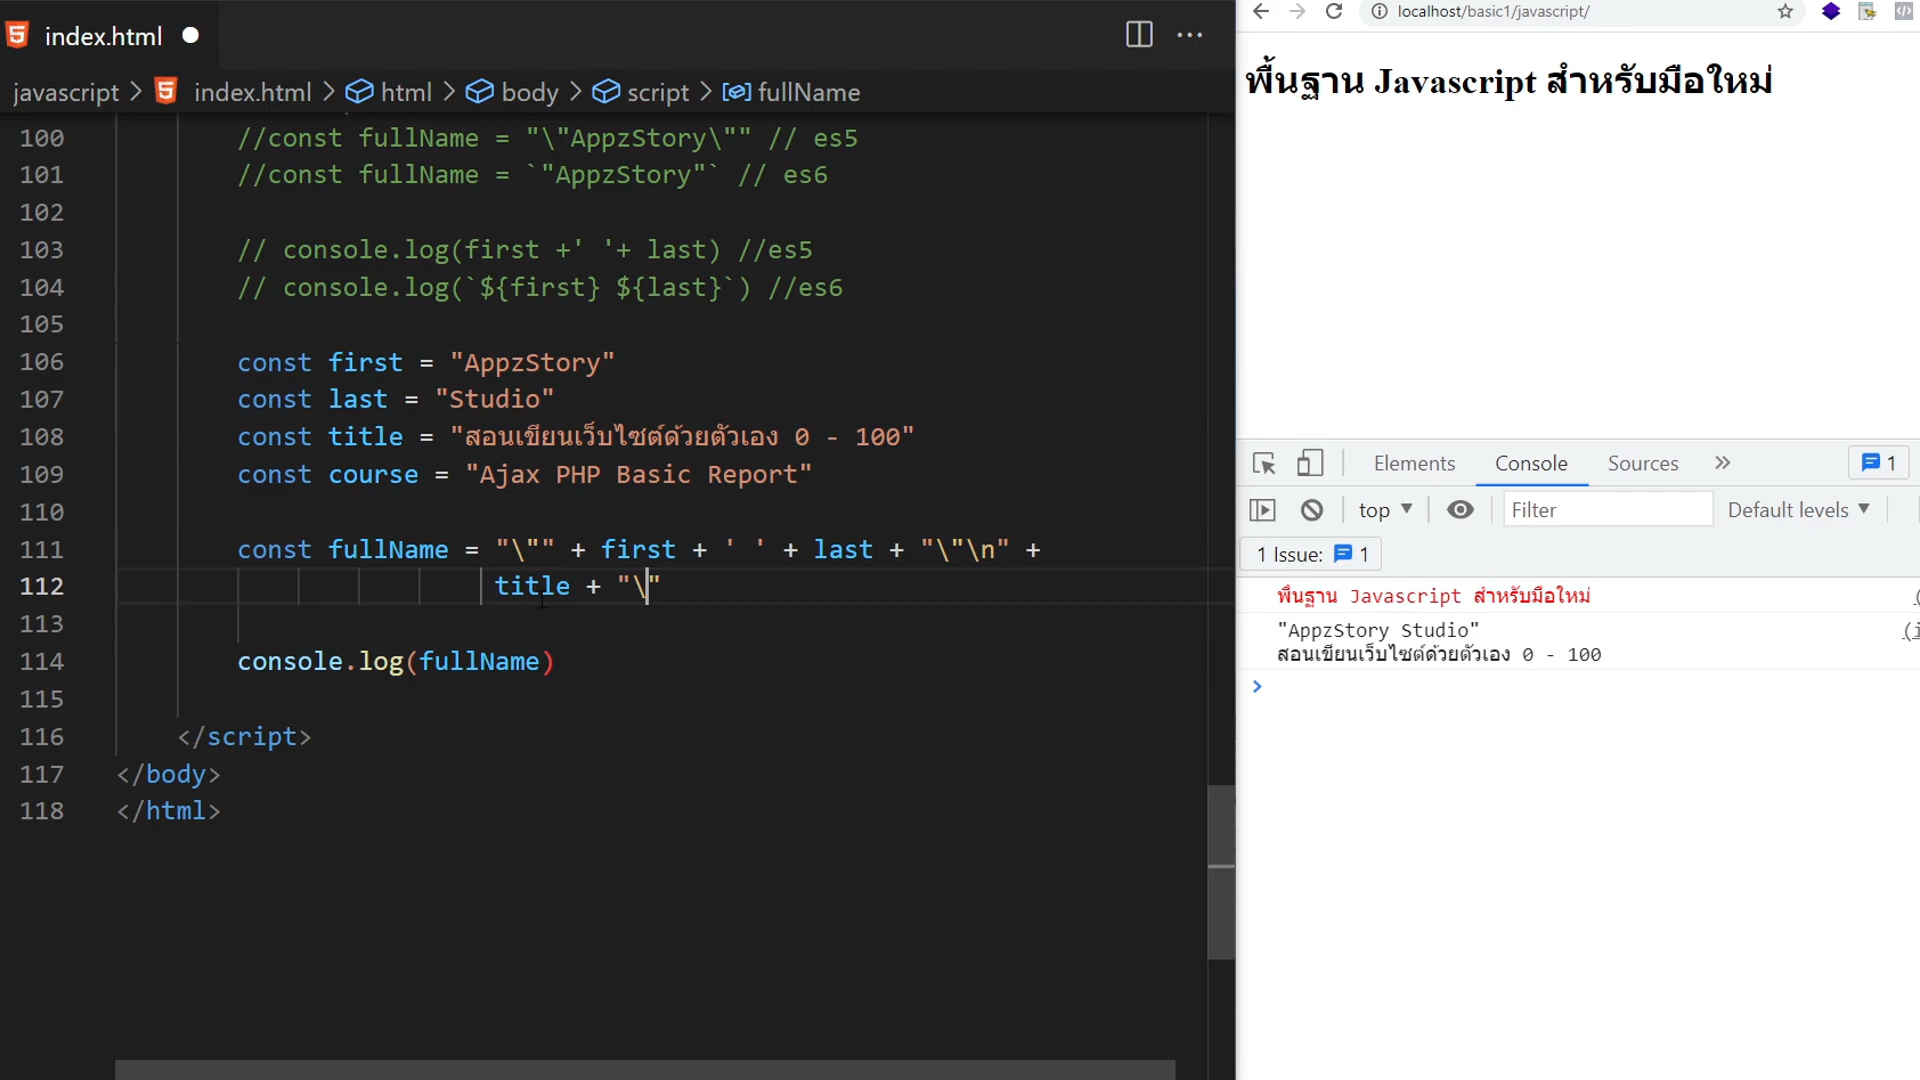 index.html
javascript > index.html > html > body > script > fullName
100 //const fullName = "\"AppzStory\"" // es5
101 //const fullName = `"AppzStory"` // es6
102
103 // console.log(first +' '+ last) //es5
104 // console.log(`${first} ${last}`) //es6
105
106 const first = "AppzStory"
107 const last = "Studio"
108 const title = "สอนเขียนเว็บไซต์ด้วยตัวเอง 0 - 100"
109 const course = "Ajax PHP Basic Report"
110
111 const fullName = "\"" + first + ' ' + last + "\"\n" +
112 title + "\"
113
114 console.log(fullName)
115
116 </script>
117 </body>
118 </html>
localhost/basic1/javascript/
พื้นฐาน Javascript สำหรับมือใหม่
Elements Console Sources 1
top Filter Default levels
1 Issue: 1
พื้นฐาน Javascript สำหรับมือใหม่
"AppzStory Studio"
สอนเขียนเว็บไซต์ด้วยตัวเอง 0 - 100